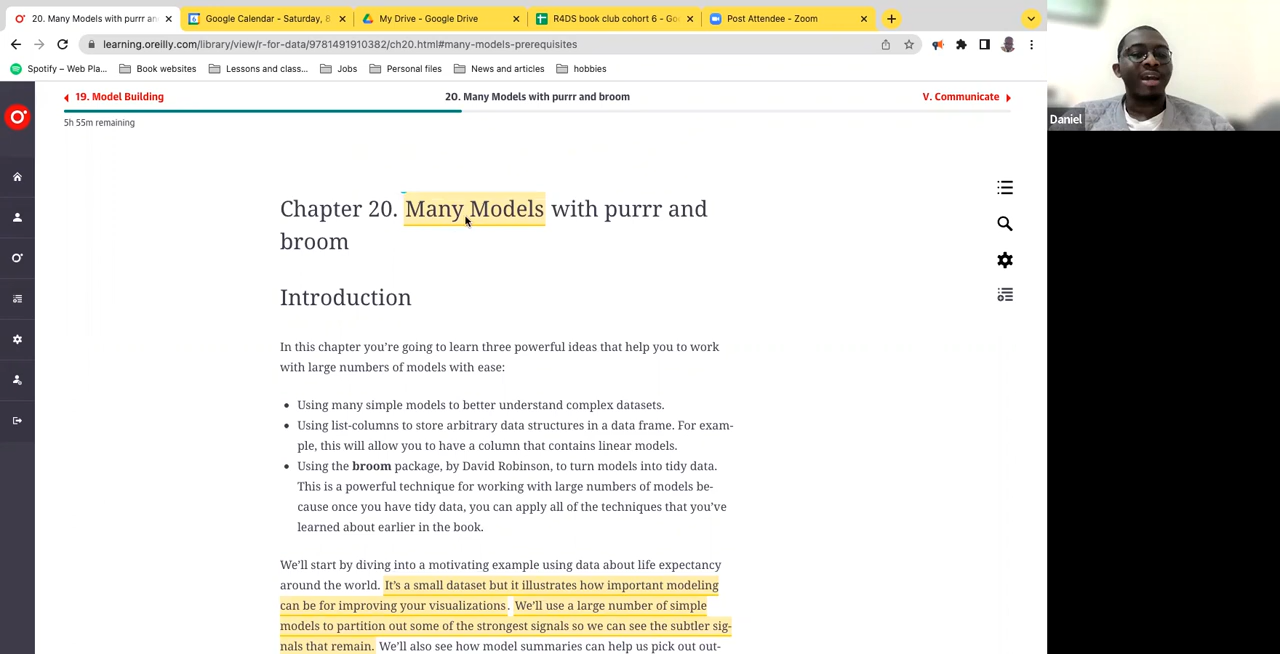 20. Many Models with purrr and
Google Calendar - Saturday, 8
My Drive - Google Drive
R4DS book club cohort 6 - Go
Post Attendee - Zoom
learning.oreilly.com/library/view/r-for-data/9781491910382/ch20.html#many-models-prerequisites
Spotify – Web Pla...
Book websites
Lessons and class...
Jobs
Personal files
News and articles
hobbies
19. Model Building
20. Many Models with purrr and broom
V. Communicate
5h 55m remaining
Daniel
Chapter 20. Many Models with purrr and
broom
Introduction
In this chapter you’re going to learn three powerful ideas that help you to work
with large numbers of models with ease:
• Using many simple models to better understand complex datasets.
• Using list-columns to store arbitrary data structures in a data frame. For exam-
ple, this will allow you to have a column that contains linear models.
• Using the broom package, by David Robinson, to turn models into tidy data.
This is a powerful technique for working with large numbers of models be-
cause once you have tidy data, you can apply all of the techniques that you’ve
learned about earlier in the book.
We’ll start by diving into a motivating example using data about life expectancy
around the world. It’s a small dataset but it illustrates how important modeling
can be for improving your visualizations. We’ll use a large number of simple
models to partition out some of the strongest signals so we can see the subtler sig-
nals that remain. We’ll also see how model summaries can help us pick out out-